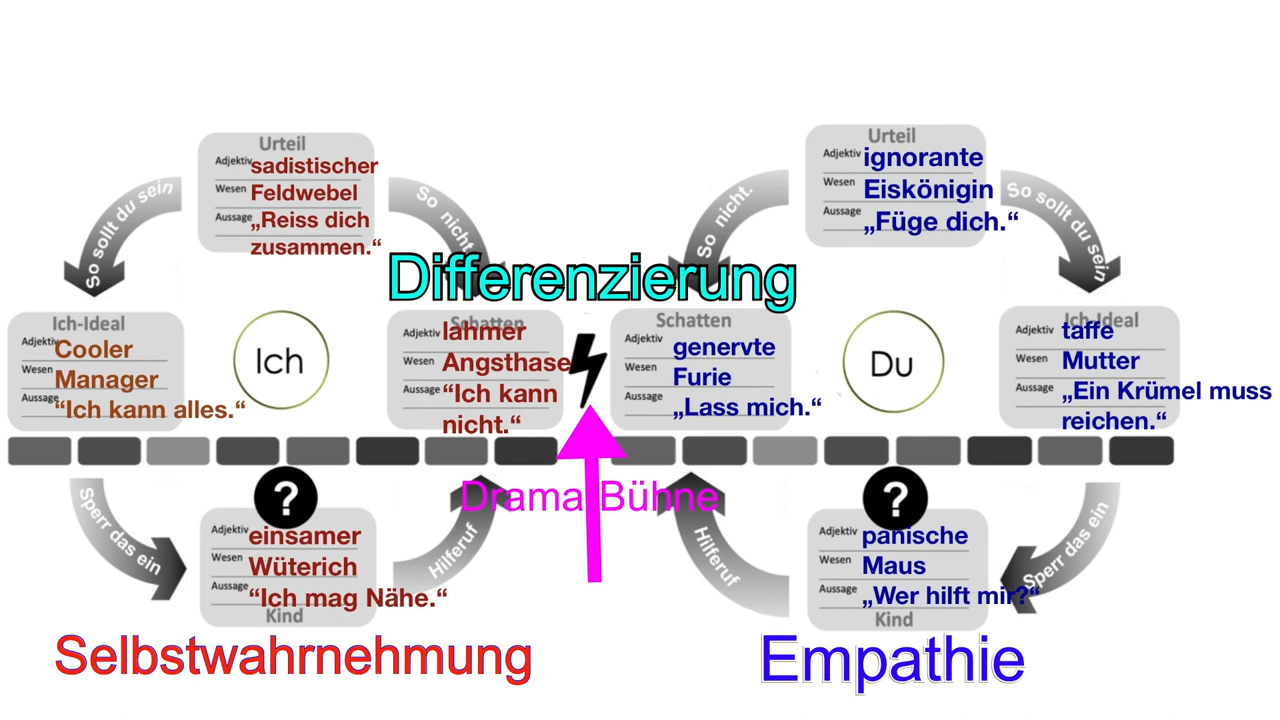 Urteil
Adjektiv sadistischer
Wesen Feldwebel
Aussage „Reiss dich
zusammen.“
So sollt du sein
So nicht.
Ich-Ideal
Adjektiv Cooler
Wesen Manager
Aussage “Ich kann alles.“
Ich
Schatten
Adjektiv lahmer
Wesen Angsthase
Aussage “Ich kann
nicht.“
Sperr das ein
?
Adjektiv einsamer
Wesen Wüterich
Aussage “Ich mag Nähe.“
Kind
Hilferuf
Selbstwahrnehmung
Differenzierung
Drama Bühne
Urteil
Adjektiv ignorante
Wesen Eiskönigin
Aussage „Füge dich.“
So nicht.
So sollt du sein
Schatten
Adjektiv genervte
Wesen Furie
Aussage „Lass mich.“
Du
Ich-Ideal
Adjektiv taffe
Wesen Mutter
Aussage „Ein Krümel muss
reichen.“
Hilferuf
?
Adjektiv panische
Wesen Maus
Aussage „Wer hilft mir?“
Kind
Sperr das ein
Empathie